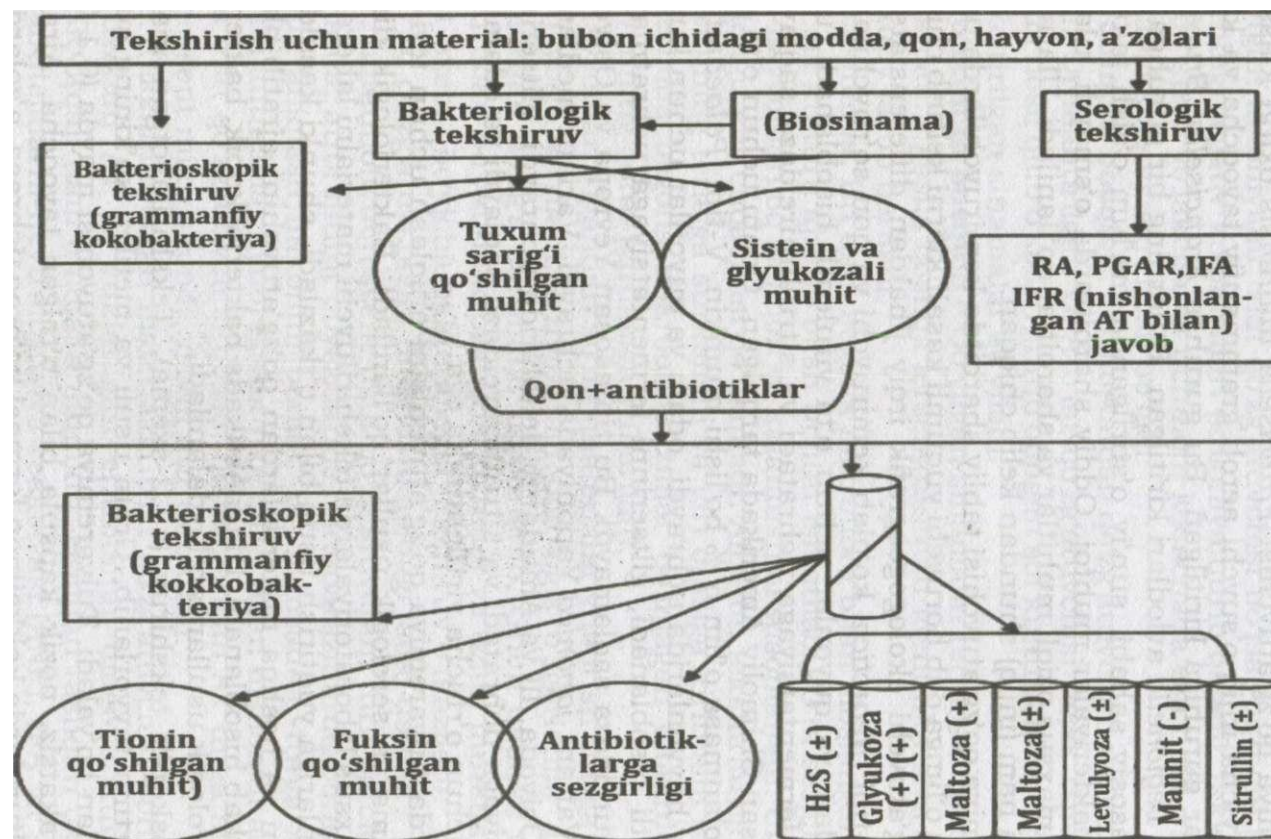 Tekshirish uchun material: bubon ichidagi modda, qon, hayvon, a'zolari
Bakterioskopik
tekshiruv
(grammanfiy
kokobakteriya)
Bakteriologik
tekshiruv
(Biosinama)
Serologik
tekshiruv
Tuxum
sarig‘i
qo‘shilgan
muhit
Sistein va
glyukozali
muhit
RA, PGAR,IFA
IFR (nishonlan-
gan AT bilan)
javob
Qon+antibiotiklar
Bakterioskopik
tekshiruv
(grammanfiy
kokkobak-
teriya)
Tionin
qo‘shilgan
muhit)
Fuksin
qo‘shilgan
muhit
Antibiotik-
larga
sezgirligi
H2S (±)
Glyukoza
(+) (+)
Maltoza (+)
Maltoza(±)
Levulyoza (±)
Mannit (-)
Sitrullin (±)